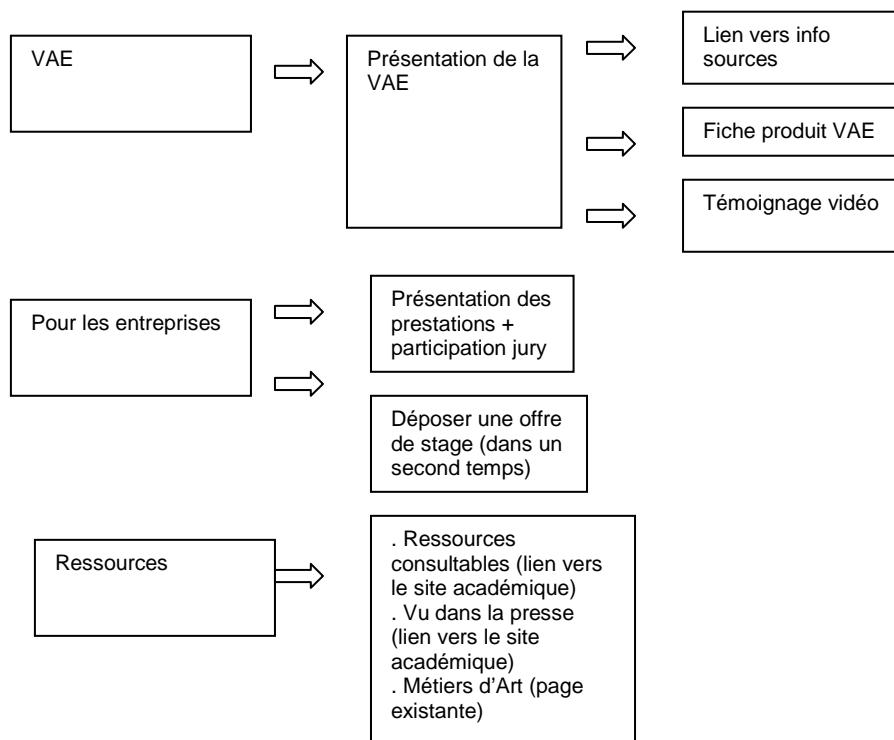 VAE
Présentation de la
VAE
Lien vers info
sources
Fiche produit VAE
Témoignage vidéo
Pour les entreprises
Présentation des
prestations +
participation jury
Déposer une offre
de stage (dans un
second temps)
Ressources
. Ressources
consultables (lien vers
le site académique)
. Vu dans la presse
(lien vers le site
académique)
. Métiers d'Art (page
existante)